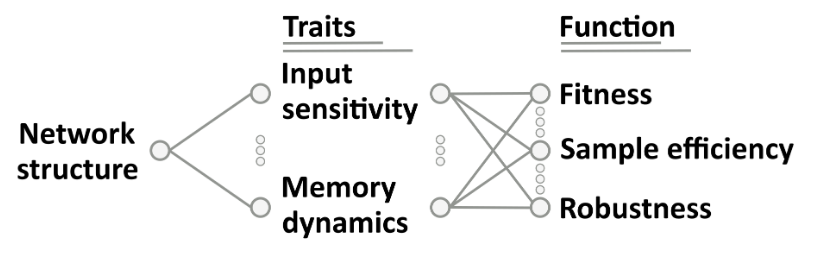 Traits
Function
Network
structure
Input
sensitivity
Memory
dynamics
Fitness
Sample efficiency
Robustness